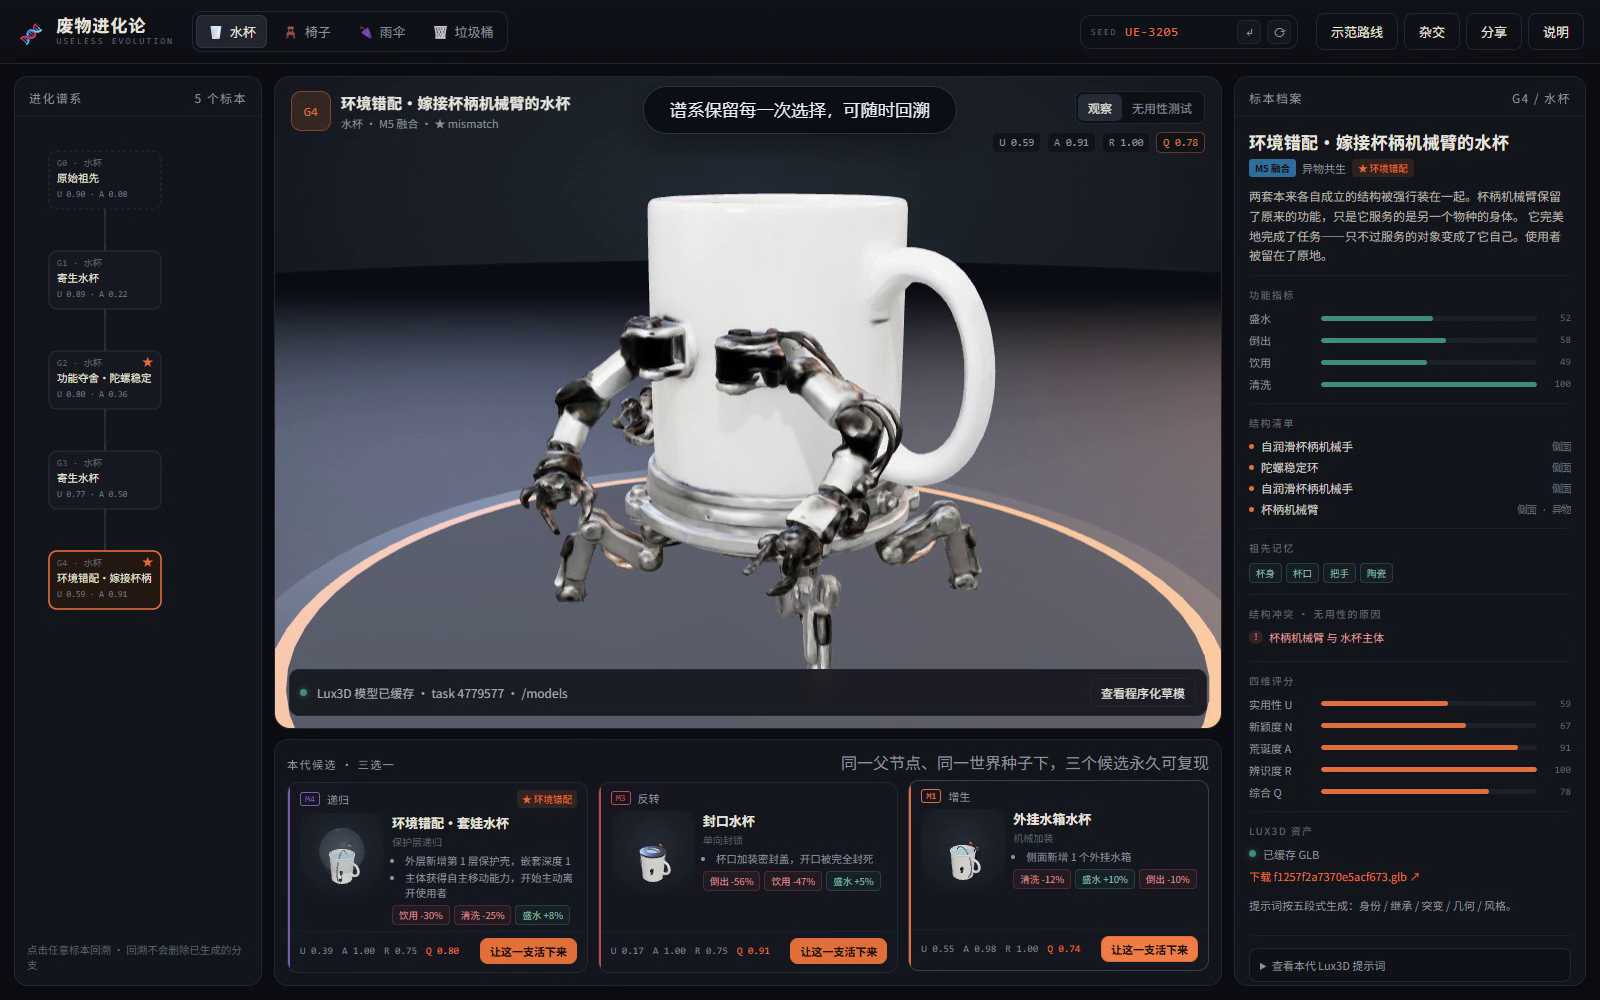 废物进化论
USELESS EVOLUTION
水杯
椅子
雨伞
垃圾桶
SEED UE-3205
示范路线
杂交
分享
说明
进化谱系
5 个标本
G0 · 水杯
原始祖先
U 0.90 · A 0.08
G1 · 水杯
寄生水杯
U 0.89 · A 0.22
G2 · 水杯 ★
功能夺舍·陀螺稳定
U 0.80 · A 0.36
G3 · 水杯
寄生水杯
U 0.77 · A 0.50
G4 · 水杯 ★
环境错配·嫁接杯柄
U 0.59 · A 0.91
点击任意标本回溯 · 回溯不会删除已生成的分
支
G4
环境错配·嫁接杯柄机械臂的水杯
水杯 · M5 融合 · ★ mismatch
谱系保留每一次选择，可随时回溯
观察
无用性测试
U 0.59
A 0.91
R 1.00
Q 0.78
Lux3D 模型已缓存 · task 4779577 · /models
查看程序化草模
本代候选 · 三选一
同一父节点、同一世界种子下，三个候选永久可复现
M4 递归
★ 环境错配
环境错配·套娃水杯
保护层递归
• 外层新增第 1 层保护壳，嵌套深度 1
• 主体获得自主移动能力，开始主动离
开使用者
饮用 -30%
清洗 -25%
盛水 +8%
U 0.39 A 1.00 R 0.75 Q 0.80
让这一支活下来
M3 反转
封口水杯
单向封锁
• 杯口加装密封盖，开口被完全封死
倒出 -56%
饮用 -47%
盛水 +5%
U 0.17 A 1.00 R 0.75 Q 0.91
让这一支活下来
M1 增生
外挂水箱水杯
机械加装
• 侧面新增 1 个外挂水箱
清洗 -12%
盛水 +10%
倒出 -10%
U 0.55 A 0.98 R 1.00 Q 0.74
让这一支活下来
标本档案
G4 / 水杯
环境错配·嫁接杯柄机械臂的水杯
M5 融合
异物共生
★ 环境错配
两套本来各自成立的结构被强行装在一起。杯柄机械臂保留
了原来的功能，只是它服务的是另一个物种的身体。 它完美
地完成了任务——只不过服务的对象变成了它自己。使用者
被留在了原地。
功能指标
盛水 52
倒出 58
饮用 49
清洗 100
结构清单
自润滑杯柄机械手 侧面
陀螺稳定环 侧面
自润滑杯柄机械手 侧面
杯柄机械臂 侧面 · 异物
祖先记忆
杯身
杯口
把手
陶瓷
结构冲突 · 无用性的原因
! 杯柄机械臂 与 水杯主体
四维评分
实用性 U 59
新颖度 N 67
荒诞度 A 91
辨识度 R 100
综合 Q 78
LUX3D 资产
已缓存 GLB
下载 f1257f2a7370e5acf673.glb ↗
提示词按五段式生成：身份 / 继承 / 突变 / 几何 / 风格。
▶ 查看本代 Lux3D 提示词